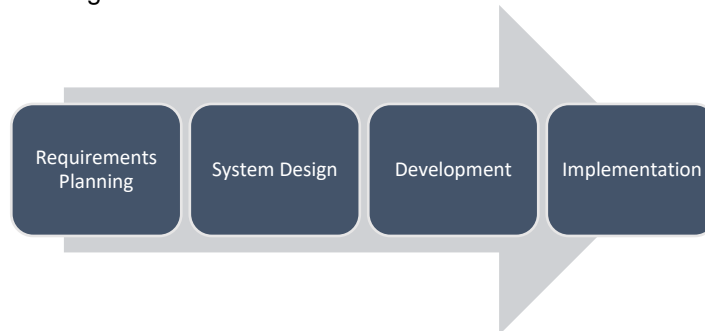 Requirements
Planning
System Design
Development
Implementation